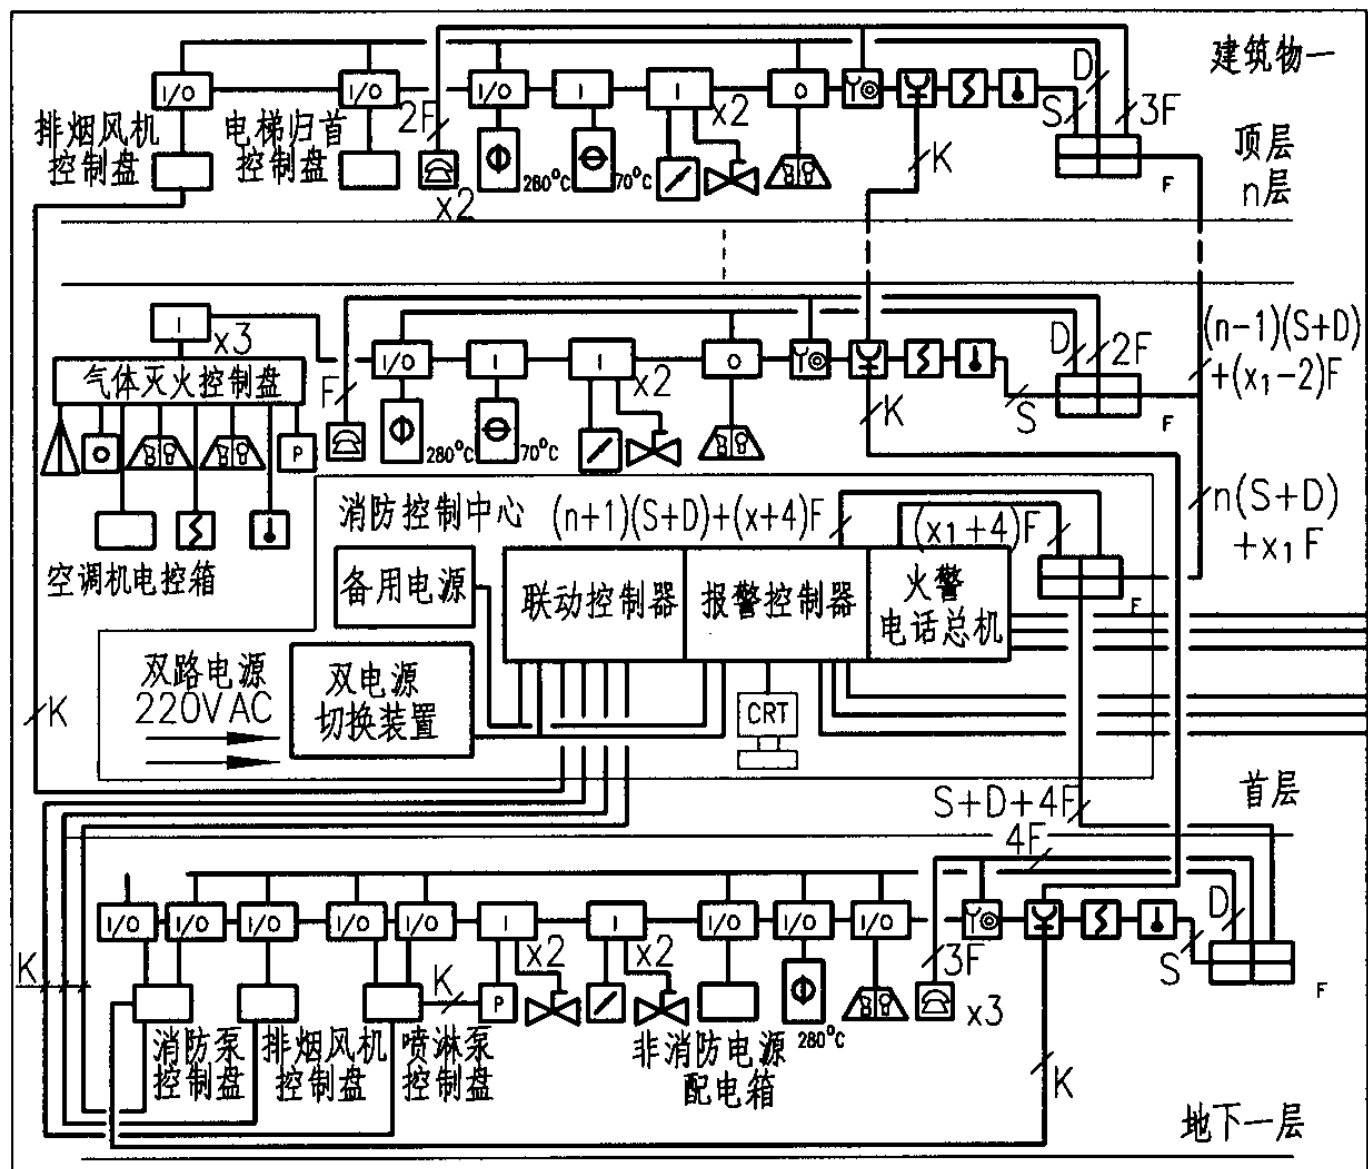 建筑物一
I/O
I/O
I/O
I
I
O
D
S
3F
2F
x2
K
排烟风机
控制盘
电梯归首
控制盘
280°C
70°C
x2
顶层
n层
F
I
x3
气体灭火控制盘
P
空调机电控箱
I/O
I
I
x2
O
D
2F
F
280°C
70°C
K
S
F
(n-1)(S+D)
+(x₁-2)F
消防控制中心
(n+1)(S+D)+(x+4)F
(x₁+4)F
n(S+D)
+x₁F
备用电源
联动控制器
报警控制器
火警
电话总机
F
双路电源
220V AC
双电源
切换装置
CRT
K
首层
S+D+4F
4F
I/O
I/O
I/O
I/O
I/O
I
x2
I
x2
I/O
I/O
I/O
D
S
3F
K
K
P
x3
F
消防泵
控制盘
排烟风机
控制盘
喷淋泵
控制盘
非消防电源
配电箱
280°C
K
地下一层